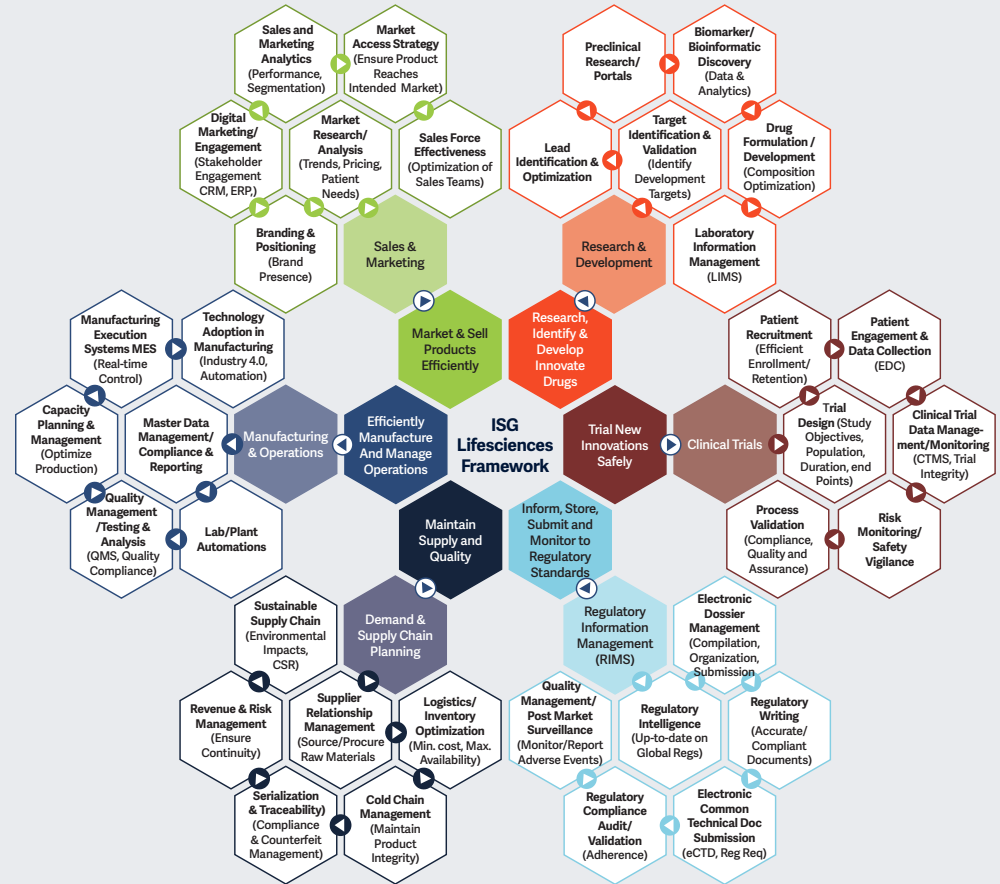 Sales and
Marketing
Analytics
(Performance,
Segmentation)
Market
Access Strategy
(Ensure Product
Reaches
Intended Market)
Digital
Marketing/
Engagement
(Stakeholder
Engagement
CRM, ERP,)
Market
Research/
Analysis
(Trends, Pricing,
Patient
Needs)
Sales Force
Effectiveness
(Optimization of
Sales Teams)
Branding &
Positioning
(Brand
Presence)
Sales &
Marketing
Market & Sell
Products
Efficiently
Preclinical
Research/
Portals
Biomarker/
Bioinformatic
Discovery
(Data &
Analytics)
Lead
Identification &
Optimization
Target
Identification &
Validation
(Identify
Development
Targets)
Drug
Formulation /
Development
(Composition
Optimization)
Research &
Development
Laboratory
Information
Management
(LIMS)
Research,
Identify &
Develop
Innovate
Drugs
Manufacturing
Execution
Systems MES
(Real-time
Control)
Technology
Adoption in
Manufacturing
(Industry 4.0,
Automation)
Capacity
Planning &
Management
(Optimize
Production)
Master Data
Management/
Compliance &
Reporting
Manufacturing
& Operations
Efficiently
Manufacture
And Manage
Operations
Quality
Management
/Testing &
Analysis
(QMS, Quality
Compliance)
Lab/Plant
Automations
ISG
Lifesciences
Framework
Trial New
Innovations
Safely
Clinical Trials
Patient
Recruitment
(Efficient
Enrollment/
Retention)
Patient
Engagement &
Data Collection
(EDC)
Trial
Design (Study
Objectives,
Population,
Duration, end
Points)
Clinical Trial
Data Manage-
ment/Monitoring
(CTMS, Trial
Integrity)
Process
Validation
(Compliance,
Quality and
Assurance)
Risk
Monitoring/
Safety
Vigilance
Maintain
Supply and
Quality
Demand &
Supply Chain
Planning
Sustainable
Supply Chain
(Environmental
Impacts,
CSR)
Revenue & Risk
Management
(Ensure
Continuity)
Supplier
Relationship
Management
(Source/Procure
Raw Materials
Logistics/
Inventory
Optimization
(Min. cost, Max.
Availability)
Serialization
& Traceability)
(Compliance
& Counterfeit
Management)
Cold Chain
Management
(Maintain
Product
Integrity)
Inform, Store,
Submit and
Monitor to
Regulatory
Standards
Regulatory
Information
Management
(RIMS)
Electronic
Dossier
Management
(Compilation,
Organization,
Submission
Quality
Management/
Post Market
Surveillance
(Monitor/Report
Adverse Events)
Regulatory
Intelligence
(Up-to-date on
Global Regs)
Regulatory
Writing
(Accurate/
Compliant
Documents)
Regulatory
Compliance
Audit/
Validation
(Adherence)
Electronic
Common
Technical Doc
Submission
(eCTD, Reg Req)